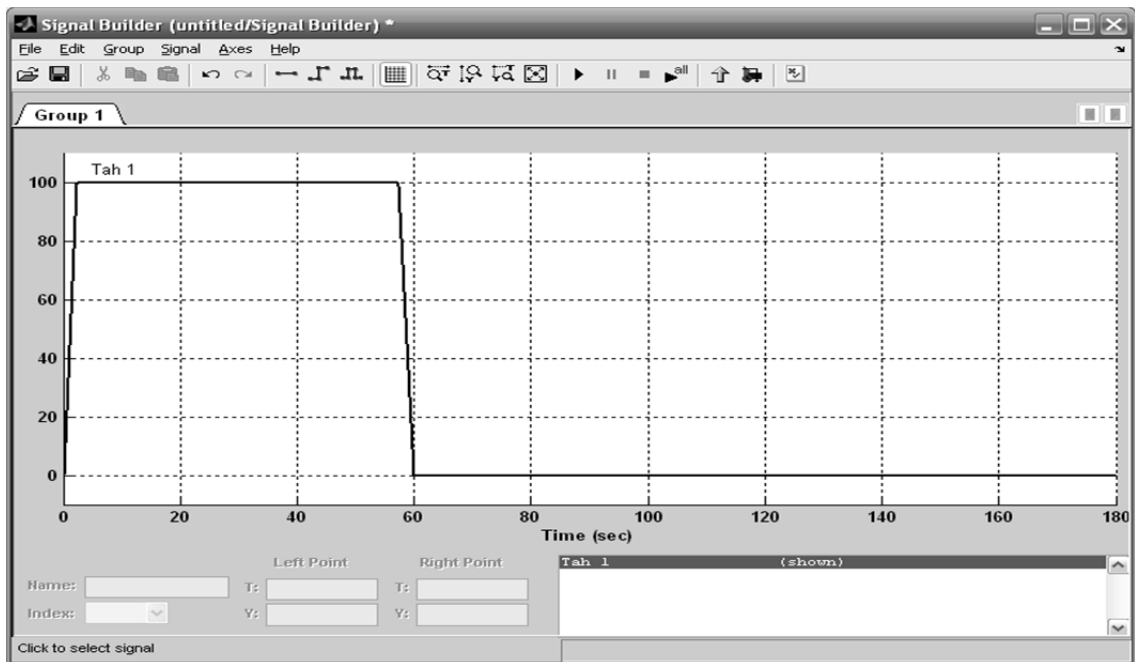 Signal Builder (untitled/Signal Builder) *
File Edit Group Signal Axes Help
all
Group 1
Tah 1
100
80
60
40
20
0
0 20 40 60 80 100 120 140 160 180
Time (sec)
Left Point Right Point
Name: T: T:
Index: Y: Y:
Tah 1 (shown)
Click to select signal